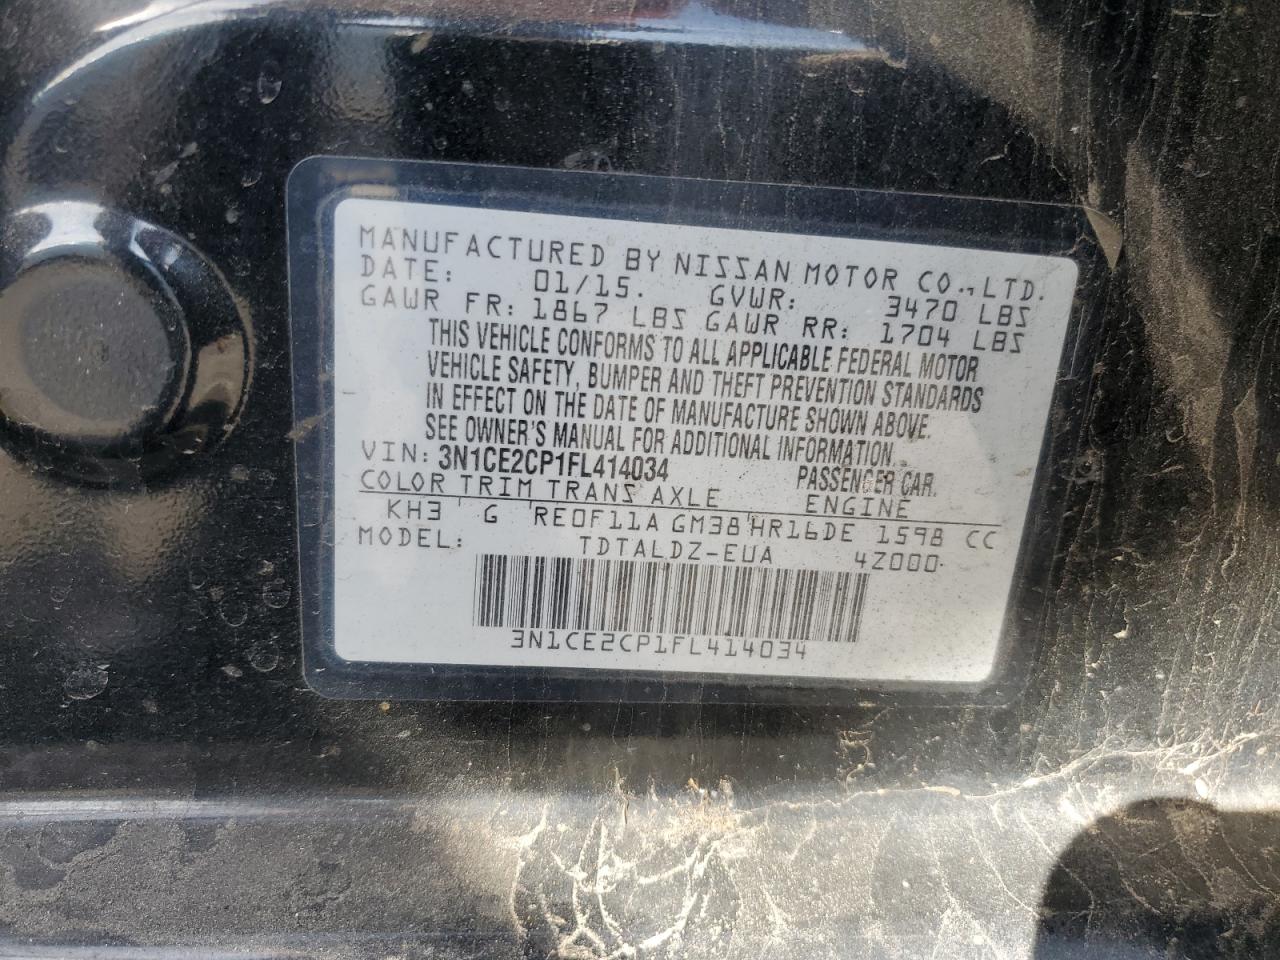 MANUFACTURED BY NISSAN MOTOR CO., LTD.
DATE: 01/15. GVWR: 3470 LBS
GAWR FR: 1867 LBS GAWR RR: 1704 LBS
THIS VEHICLE CONFORMS TO ALL APPLICABLE FEDERAL MOTOR
VEHICLE SAFETY, BUMPER AND THEFT PREVENTION STANDARDS
IN EFFECT ON THE DATE OF MANUFACTURE SHOWN ABOVE.
SEE OWNER'S MANUAL FOR ADDITIONAL INFORMATION.
VIN: 3N1CE2CP1FL414034 PASSENGER CAR.
COLOR TRIM TRANS AXLE ENGINE
KH3 G RE0F11A GM38 HR16DE 1598 CC
MODEL: TDTALDZ-EUA 4Z000
3N1CE2CP1FL414034